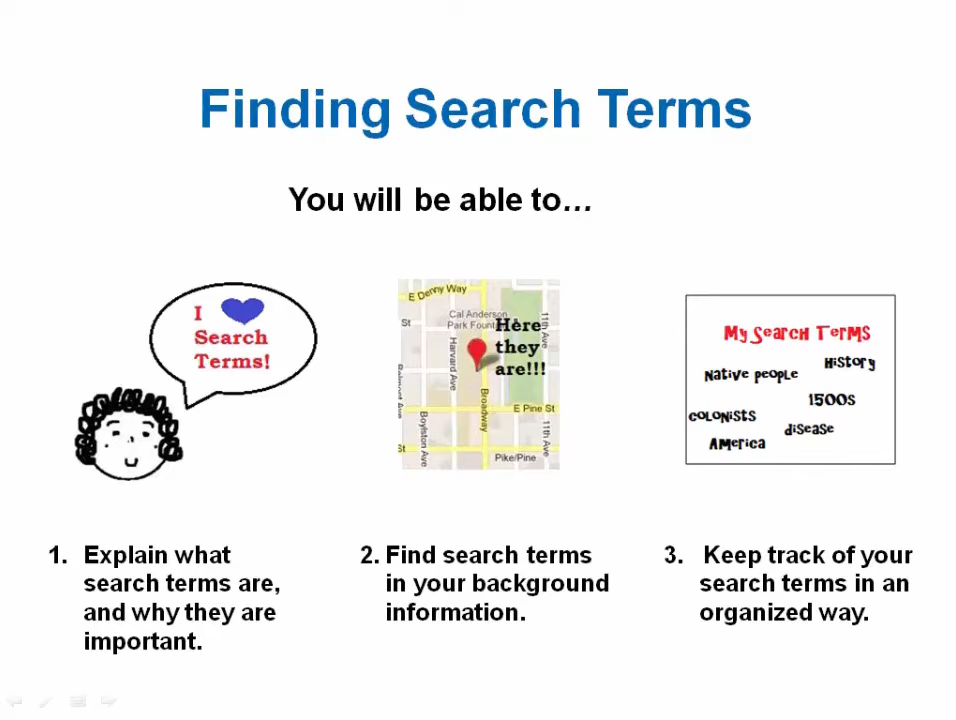 Finding Search Terms
You will be able to…
I
Search
Terms!
E Denny Way
Cal Anderson
Park Fount
St
Here
they
are!!!
11th Ave
Harvard Ave
Broadway
E Pine St
Boylston Ave
11th Ave
St
Pike/Pine
My Search Terms
Native people
History
1500s
colonists
disease
America
1. Explain what
search terms are,
and why they are
important.
2. Find search terms
in your background
information.
3. Keep track of your
search terms in an
organized way.